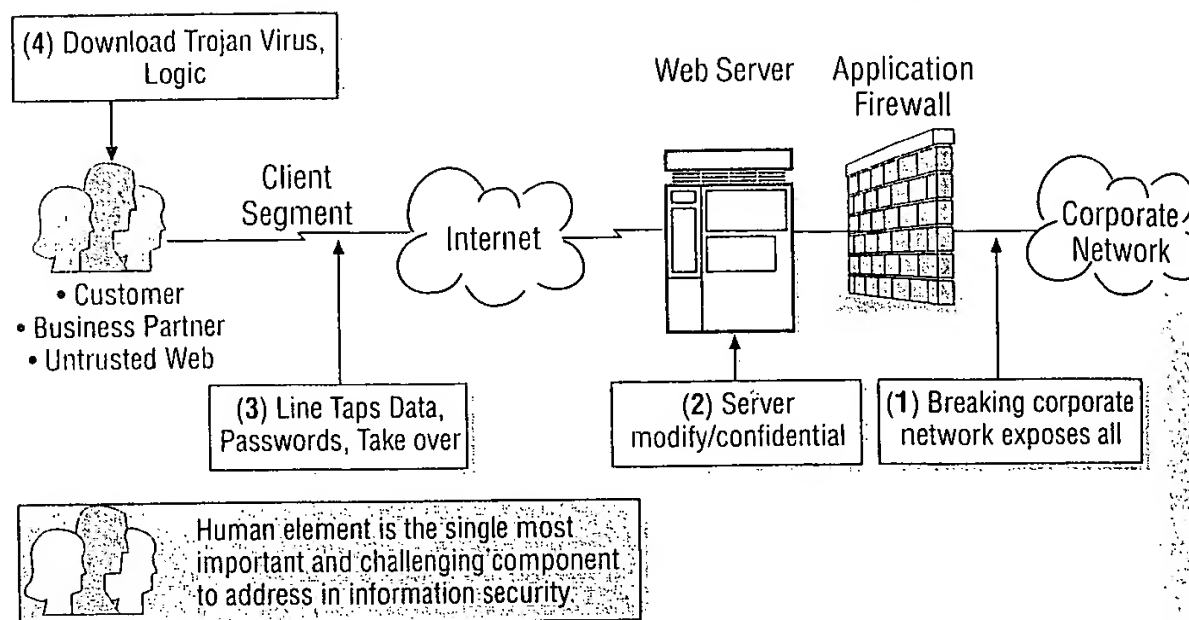 (4) Download Trojan Virus,
Logic
Web Server
Application
Firewall
Client
Segment
Internet
Corporate
Network
• Customer
• Business Partner
• Untrusted Web
(3) Line Taps Data,
Passwords, Take over
(2) Server
modify/confidential
(1) Breaking corporate
network exposes all
Human element is the single most
important and challenging component
to address in information security.